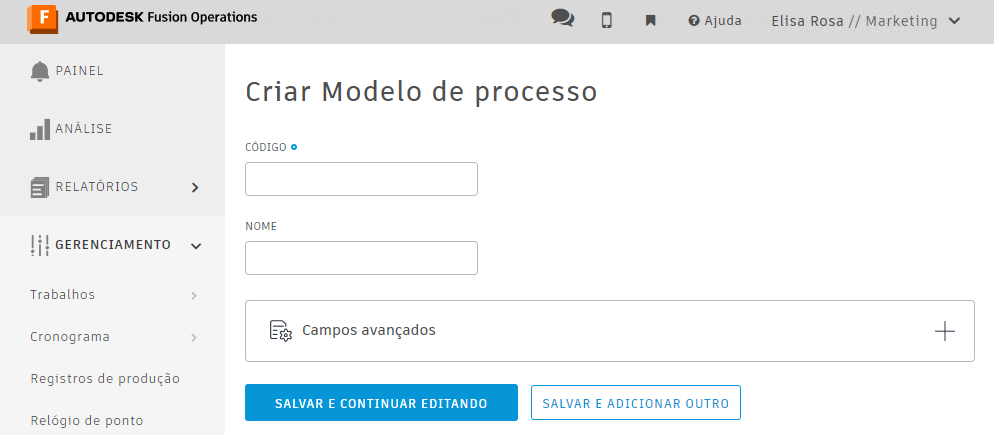 AUTODESK Fusion Operations
Ajuda
Elisa Rosa // Marketing
PAINEL
ANÁLISE
RELATÓRIOS
GERENCIAMENTO
Trabalhos
Cronograma
Registros de produção
Relógio de ponto
Criar Modelo de processo
CÓDIGO
NOME
Campos avançados
SALVAR E CONTINUAR EDITANDO
SALVAR E ADICIONAR OUTRO